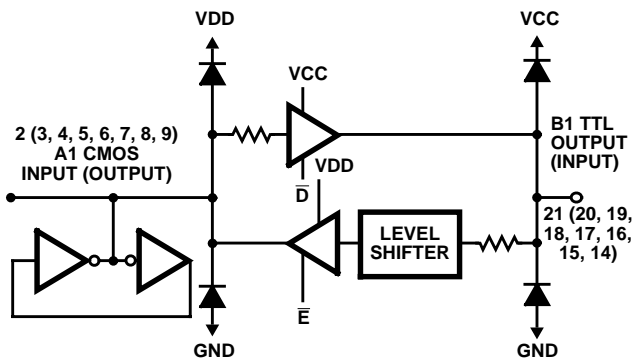 VDD
VCC
VCC
2 (3, 4, 5, 6, 7, 8, 9)
A1 CMOS
INPUT (OUTPUT)
B1 TTL
OUTPUT
(INPUT)
D̅
VDD
21 (20, 19,
18, 17, 16,
15, 14)
LEVEL
SHIFTER
E̅
GND
GND